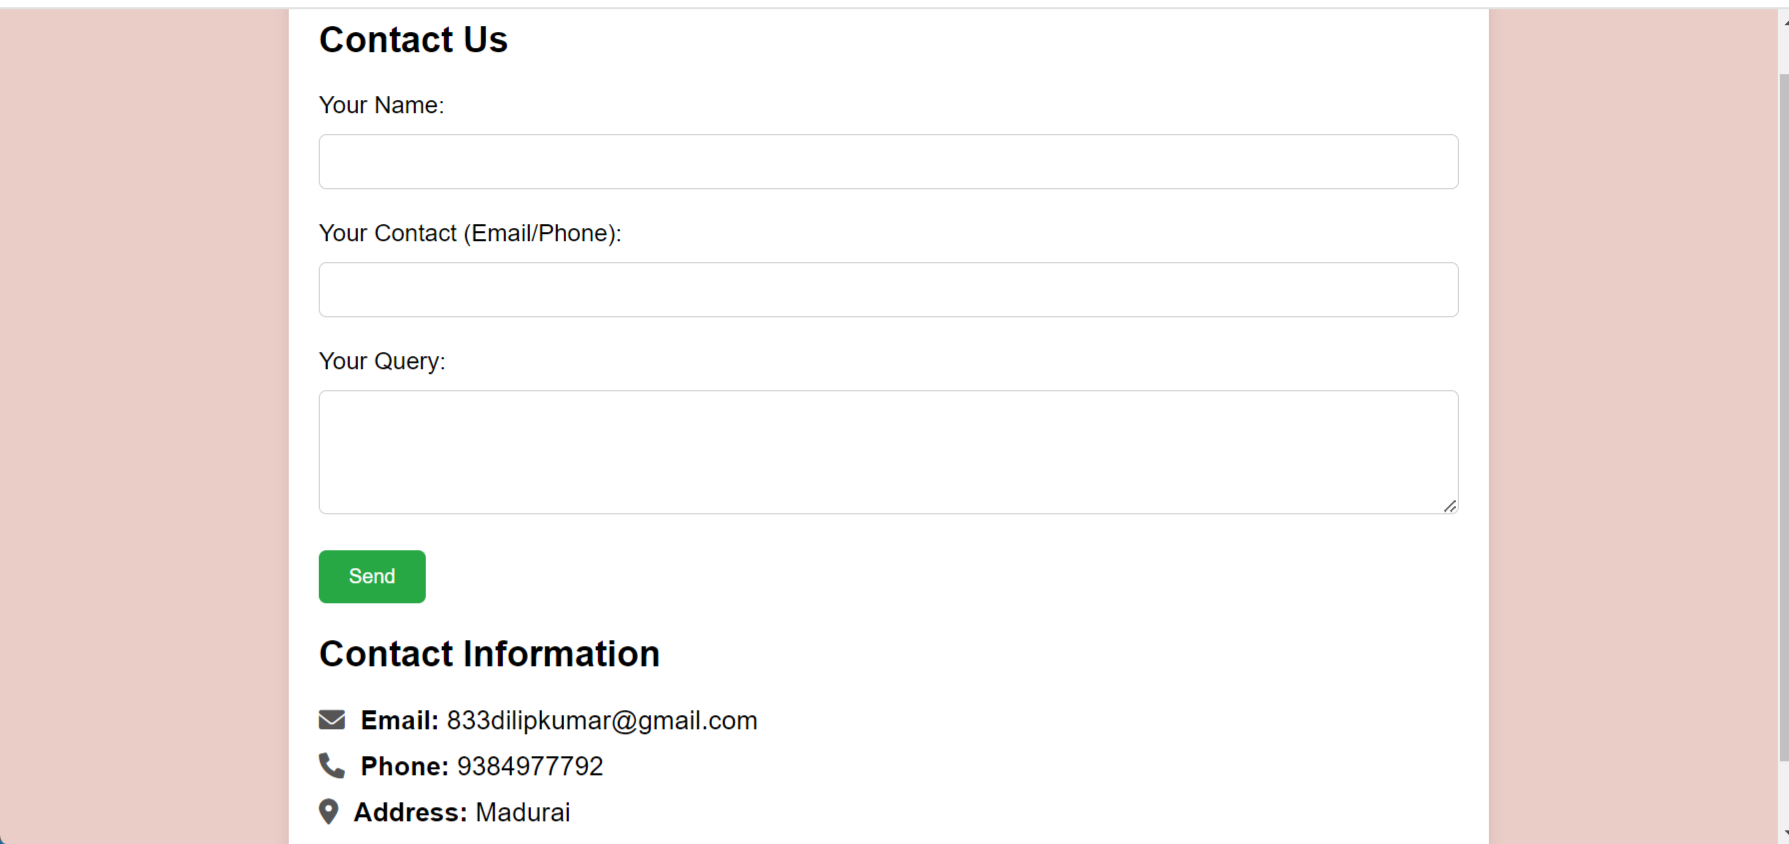 Contact Us
Your Name:
Your Contact (Email/Phone):
Your Query:
Send
Contact Information
Email: 833dilipkumar@gmail.com
Phone: 9384977792
Address: Madurai